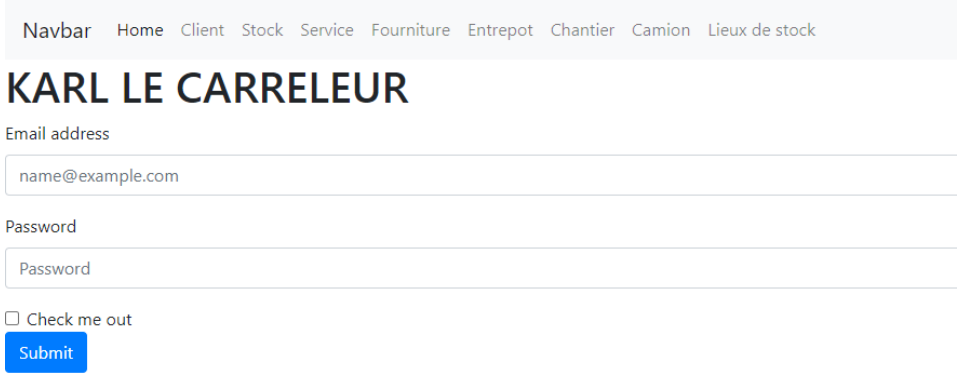 Navbar Home Client Stock Service Fourniture Entrepot Chantier Camion Lieux de stock
KARL LE CARRELEUR
Email address
name@example.com
Password
Password
Check me out
Submit